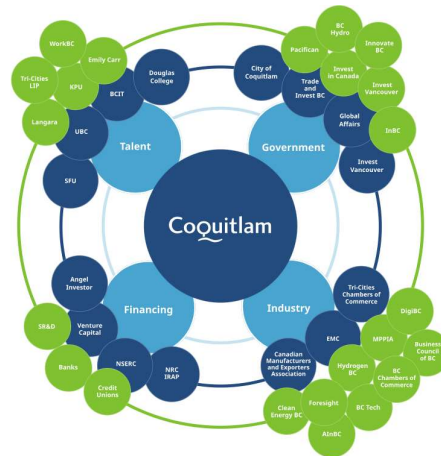 WorkBC
Emily Carr
Tri-Cities
LIP
KPU
BCIT
Douglas
College
Langara
UBC
SFU
Talent
BC
Hydro
Pacifican
Innovate
BC
City of
Coquitlam
Invest
in Canada
Trade
and
Invest BC
Invest
Vancouver
Global
Affairs
InBC
Invest
Vancouver
Government
Coquitlam
Angel
Investor
Financing
SR&D
Venture
Capital
Banks
NSERC
NRC
IRAP
Credit
Unions
Industry
Tri-Cities
Chambers of
Commerce
DigiBC
EMC
MPPIA
Business
Council
of BC
Canadian
Manufacturers
and Exporters
Association
Hydrogen
BC
BC
Chambers of
Commerce
Clean
Energy BC
Foresight
BC Tech
AInBC